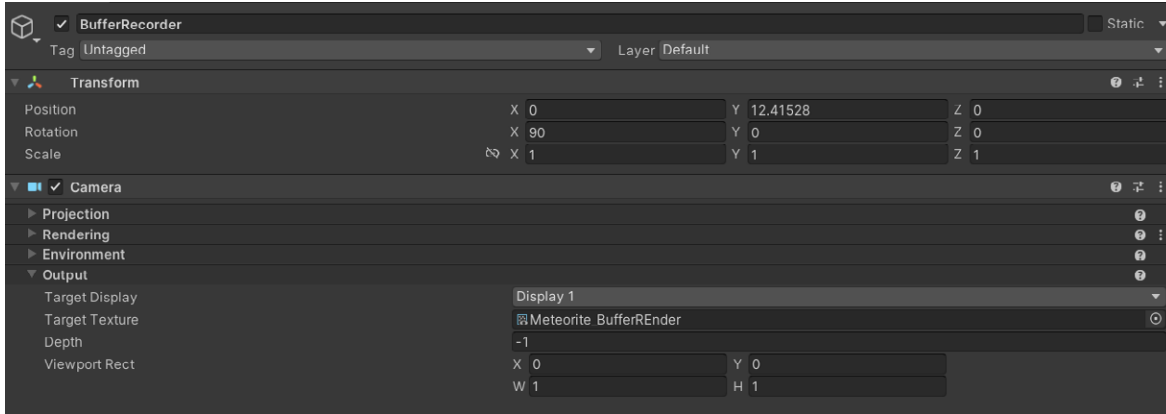 BufferRecorder Static
Tag Untagged Layer Default
Transform
Position X 0 Y 12.41528 Z 0
Rotation X 90 Y 0 Z 0
Scale X 1 Y 1 Z 1
Camera
Projection
Rendering
Environment
Output
Target Display Display 1
Target Texture Meteorite BufferREnder
Depth -1
Viewport Rect X 0 Y 0
W 1 H 1